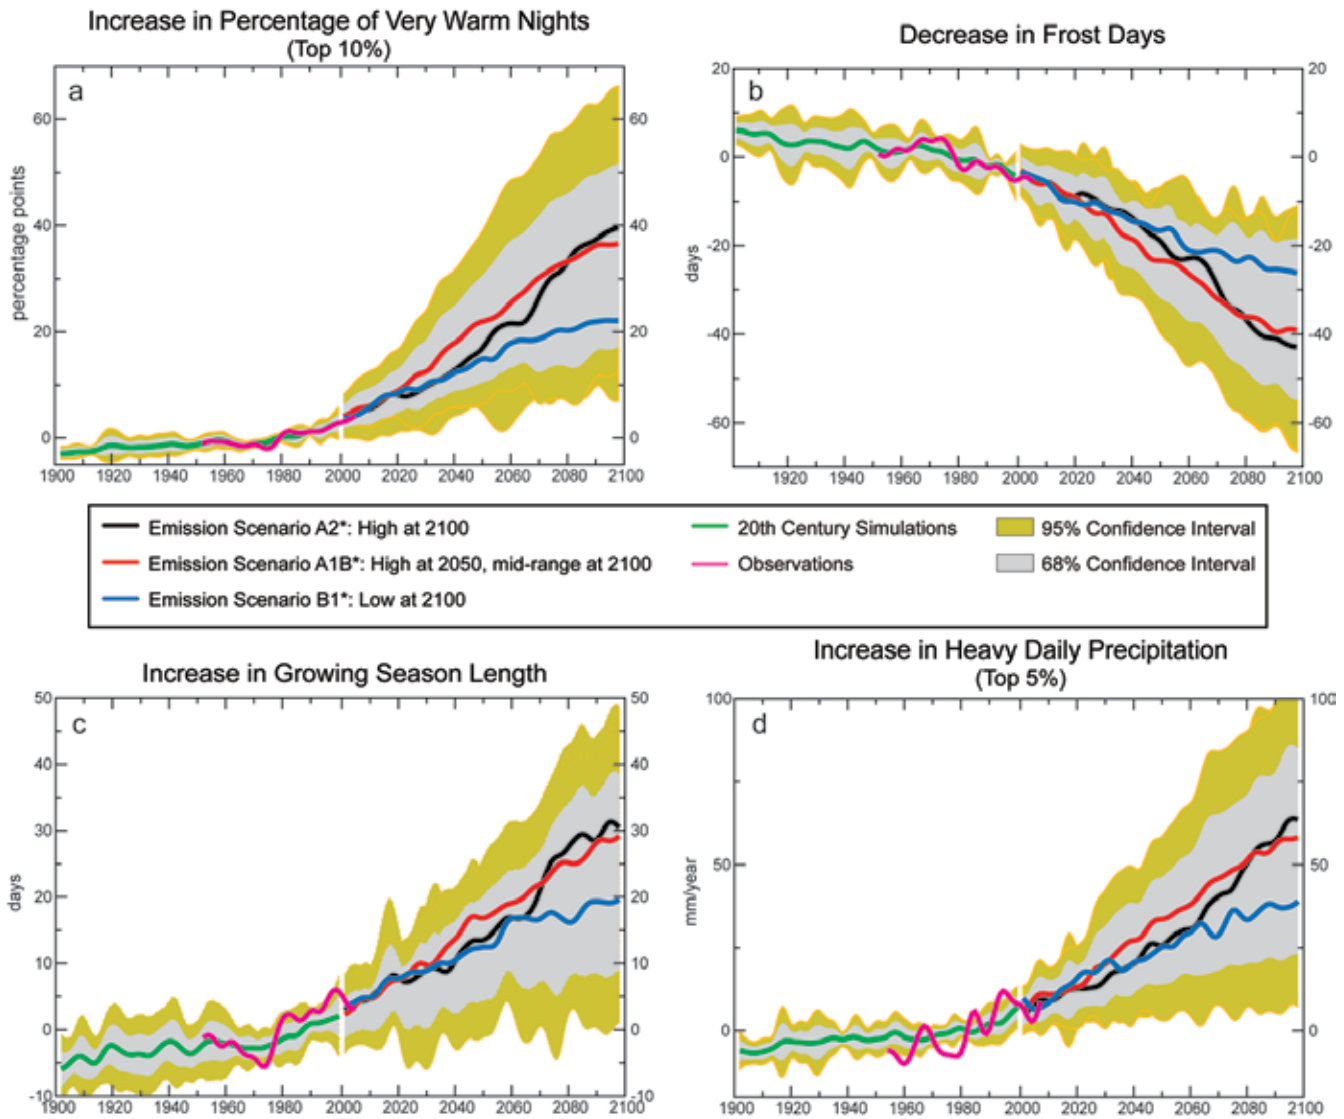 Increase in Percentage of Very Warm Nights
(Top 10%)
a
percentage points
60
40
20
0
60
40
20
0
1900 1920 1940 1960 1980 2000 2020 2040 2060 2080 2100
Decrease in Frost Days
b
days
20
0
-20
-40
-60
20
0
-20
-40
-60
1920 1940 1960 1980 2000 2020 2040 2060 2080 2100
Emission Scenario A2*: High at 2100
Emission Scenario A1B*: High at 2050, mid-range at 2100
Emission Scenario B1*: Low at 2100
20th Century Simulations
Observations
95% Confidence Interval
68% Confidence Interval
Increase in Growing Season Length
c
days
50
40
30
20
10
0
-10
50
40
30
20
10
0
-10
1900 1920 1940 1960 1980 2000 2020 2040 2060 2080 2100
Increase in Heavy Daily Precipitation
(Top 5%)
d
mm/year
100
50
0
100
50
0
1900 1920 1940 1960 1980 2000 2020 2040 2060 2080 2100